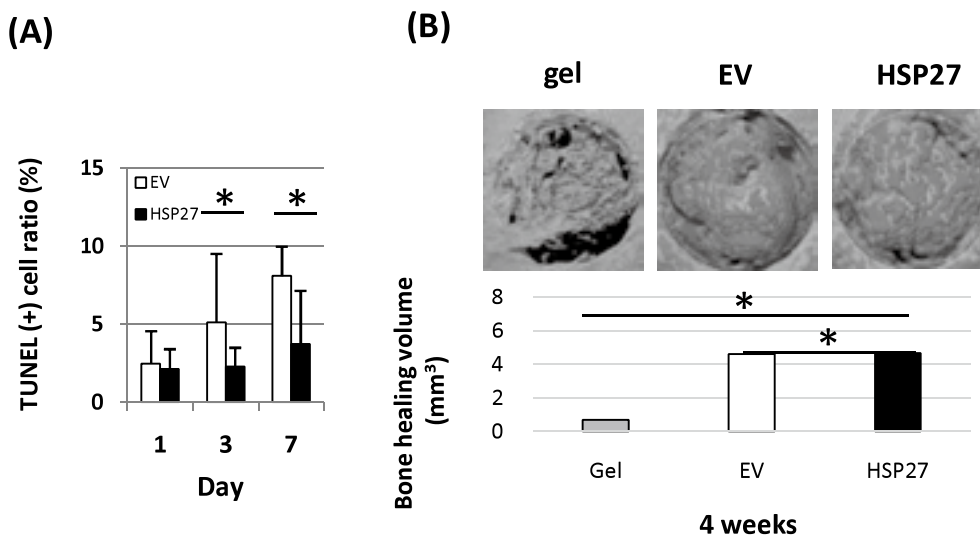 (A)
TUNEL (+) cell ratio (%)
15
10
5
0
EV
HSP27
*
*
1 3 7
Day
(B)
gel EV HSP27
Bone healing volume
(mm³)
8
6
4
2
0
*
*
Gel EV HSP27
4 weeks